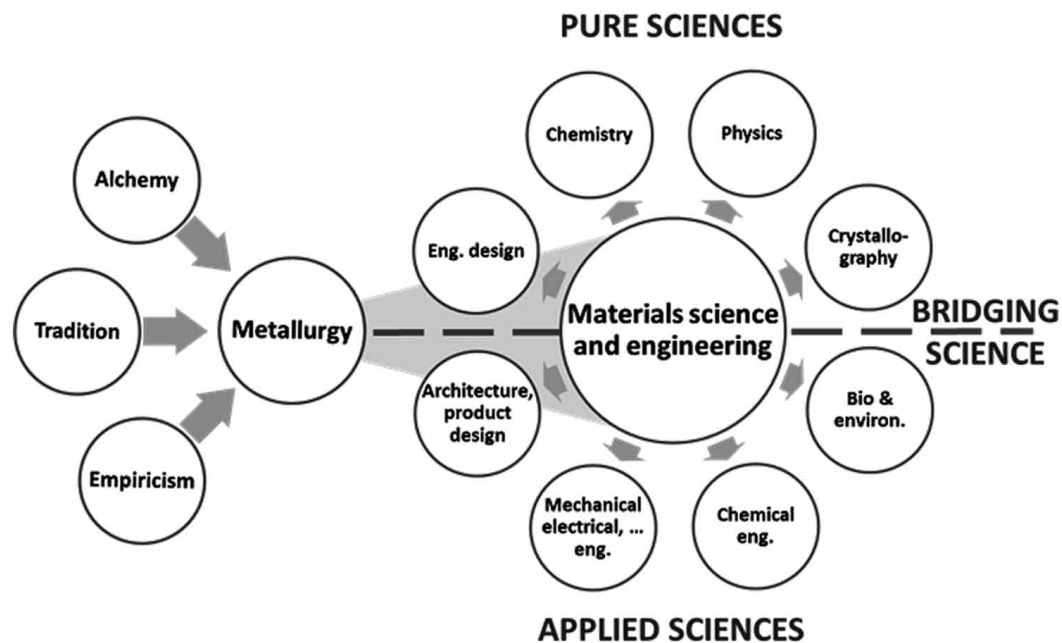 PURE SCIENCES
Chemistry
Physics
Alchemy
Eng. design
Crystallo-
graphy
Tradition
Metallurgy
Materials science
and engineering
BRIDGING
SCIENCE
Architecture,
product
design
Bio &
environ.
Empiricism
Mechanical
electrical, ...
eng.
Chemical
eng.
APPLIED SCIENCES